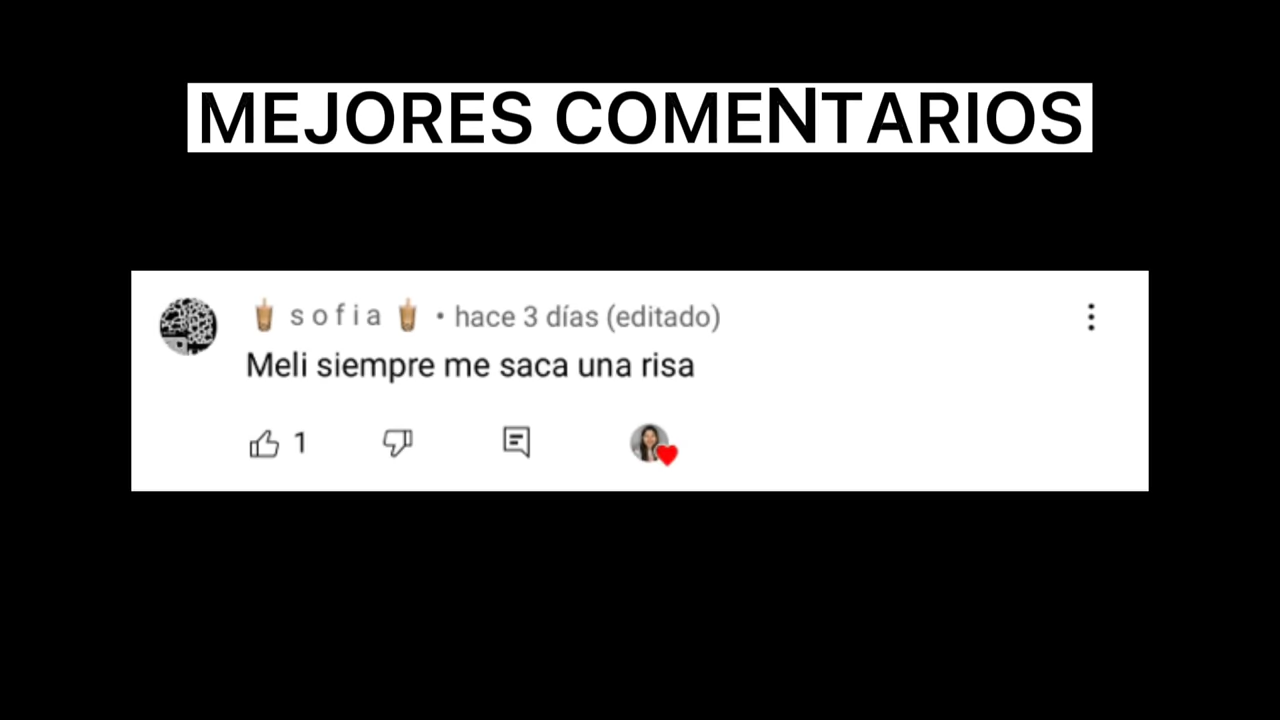 MEJORES COMENTARIOS
🧋 s o f i a 🧋 • hace 3 días (editado)
Meli siempre me saca una risa
1